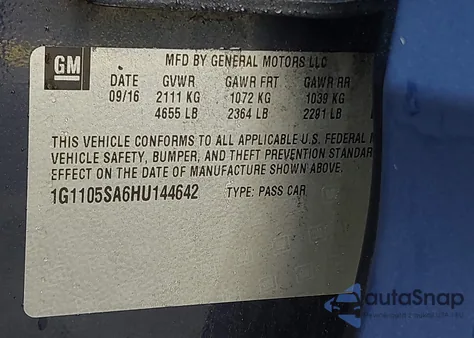 GM
MFD BY GENERAL MOTORS LLC
DATE GVWR GAWR FRT GAWR RR
09/16 2111 KG 1072 KG 1039 KG
4655 LB 2364 LB 2291 LB
THIS VEHICLE CONFORMS TO ALL APPLICABLE U.S. FEDERAL
VEHICLE SAFETY, BUMPER, AND THEFT PREVENTION STANDAR
EFFECT ON THE DATE OF MANUFACTURE SHOWN ABOVE.
1G1105SA6HU144642 TYPE: PASS CAR
autaSnap